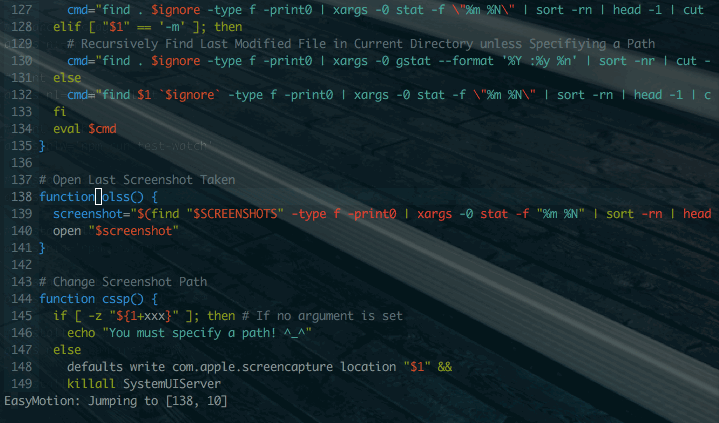 127 cmd="find . $ignore -type f -print0 | xargs -0 stat -f \"%m %N\" | sort -rn | head -1 | cut
128 elif [ "$1" == '-m' ]; then
129 # Recursively Find Last Modified File in Current Directory unless Specifiying a Path
130 cmd="find . $ignore -type f -print0 | xargs -0 gstat --format '%Y :%y %n' | sort -nr | cut -
131 else
132 cmd="find $1 `$ignore` -type f -print0 | xargs -0 stat -f \"%m %N\" | sort -rn | head -1 | c
133 fi
134 eval $cmd
135 }
136
137 # Open Last Screenshot Taken
138 function olss() {
139 screenshot="$(find "$SCREENSHOTS" -type f -print0 | xargs -0 stat -f "%m %N" | sort -rn | head
140 open "$screenshot"
141 }
142
143 # Change Screenshot Path
144 function cssp() {
145 if [ -z "${1+xxx}" ]; then # If no argument is set
146 echo "You must specify a path! ^_^"
147 else
148 defaults write com.apple.screencapture location "$1" &&
149 killall SystemUIServer
EasyMotion: Jumping to [138, 10]